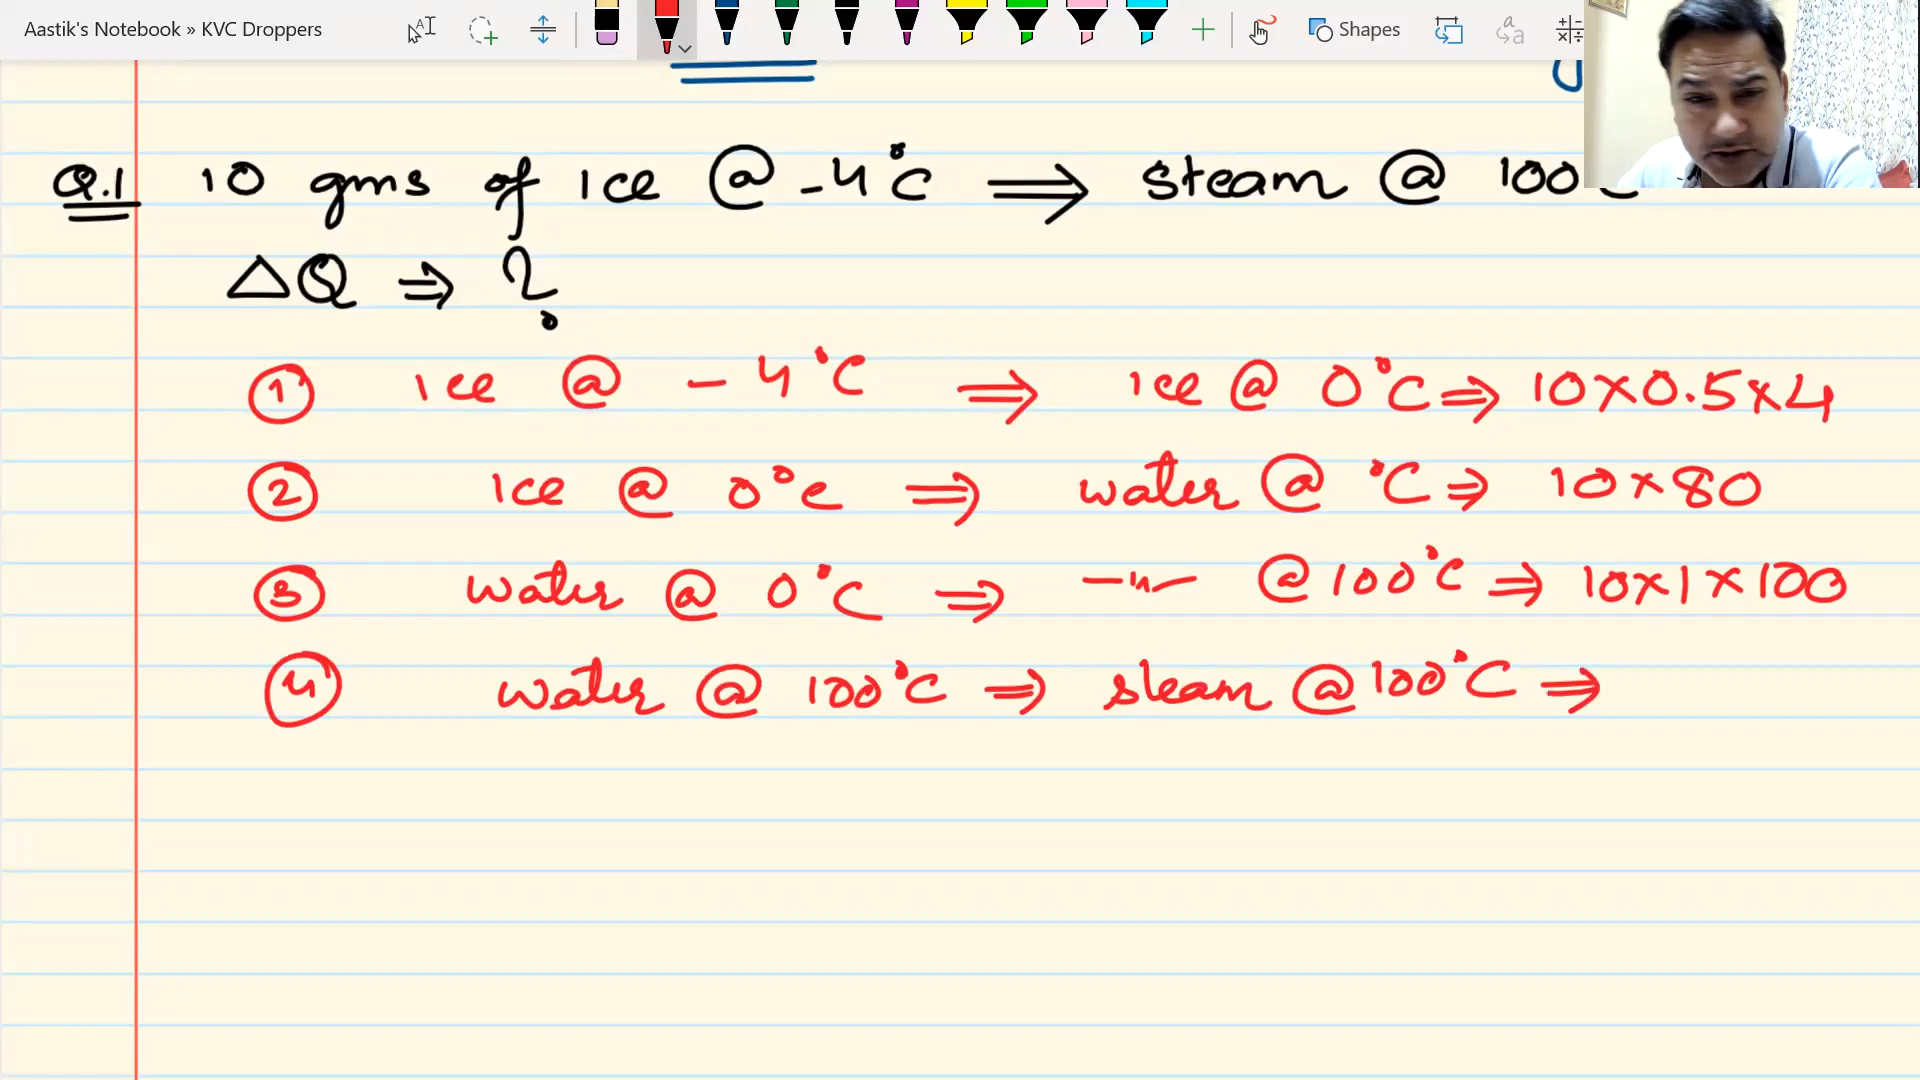 Aastik's Notebook » KVC Droppers
Shapes
Q.1 10 gms of ice @ -4°C ⇒ steam @ 100°C
△Q ⇒ ?
① ice @ -4°C ⇒ ice @ 0°C ⇒ 10×0.5×4
② ice @ 0°c ⇒ water @ °C ⇒ 10×80
③ water @ 0°C ⇒ —"— @ 100°C ⇒ 10×1×100
④ water @ 100°C ⇒ steam @ 100°C ⇒